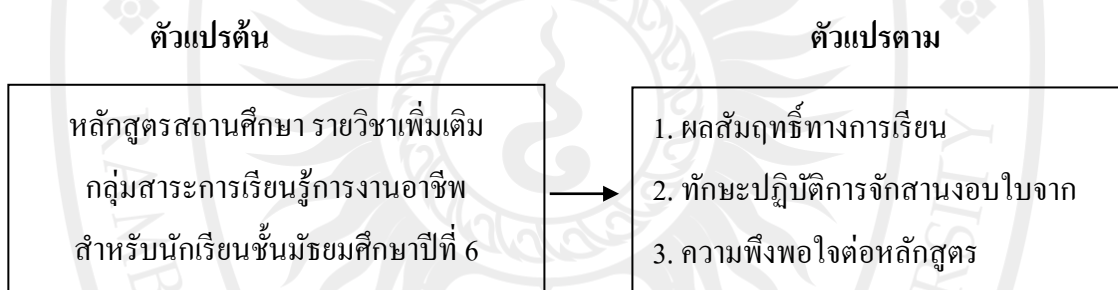 ตัวแปรต้น
ตัวแปรตาม
หลักสูตรสถานศึกษา รายวิชาเพิ่มเติม
กลุ่มสาระการเรียนรู้การงานอาชีพ
สำหรับนักเรียนชั้นมัธยมศึกษาปีที่ 6
1. ผลสัมฤทธิ์ทางการเรียน
2. ทักษะปฏิบัติการจักสานงอบใบจาก
3. ความพึงพอใจต่อหลักสูตร